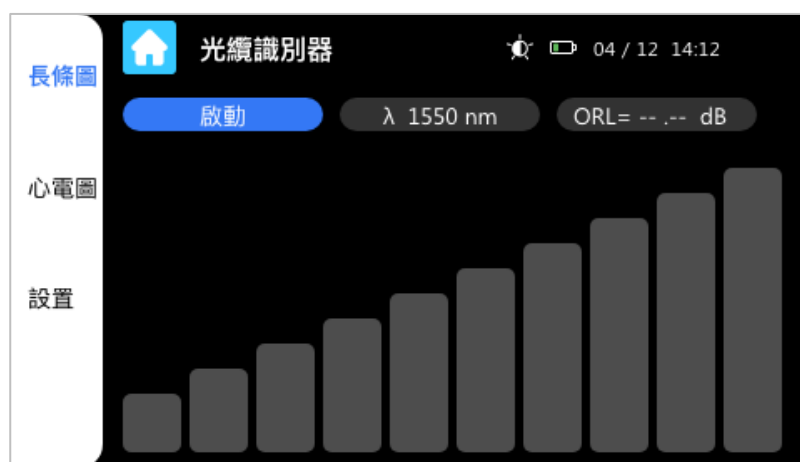 光纜識別器
04 / 12 14:12
長條圖
啟動
λ 1550 nm
ORL= -- .-- dB
心電圖
設置